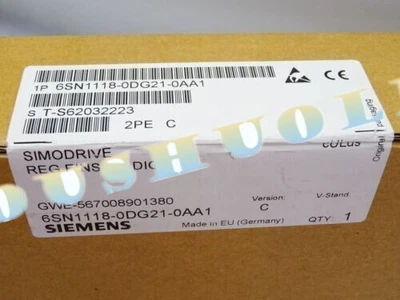 1P 6SN1118-0DG21-0AA1
S T-S62032223
2PE C
SIMODRIVE
cULus
GWE-567008901380
Version: V-Stand
6SN1118-0DG21-0AA1 C
SIEMENS Made in EU (Germany) QTY: 1
OUSHUOLI
CE